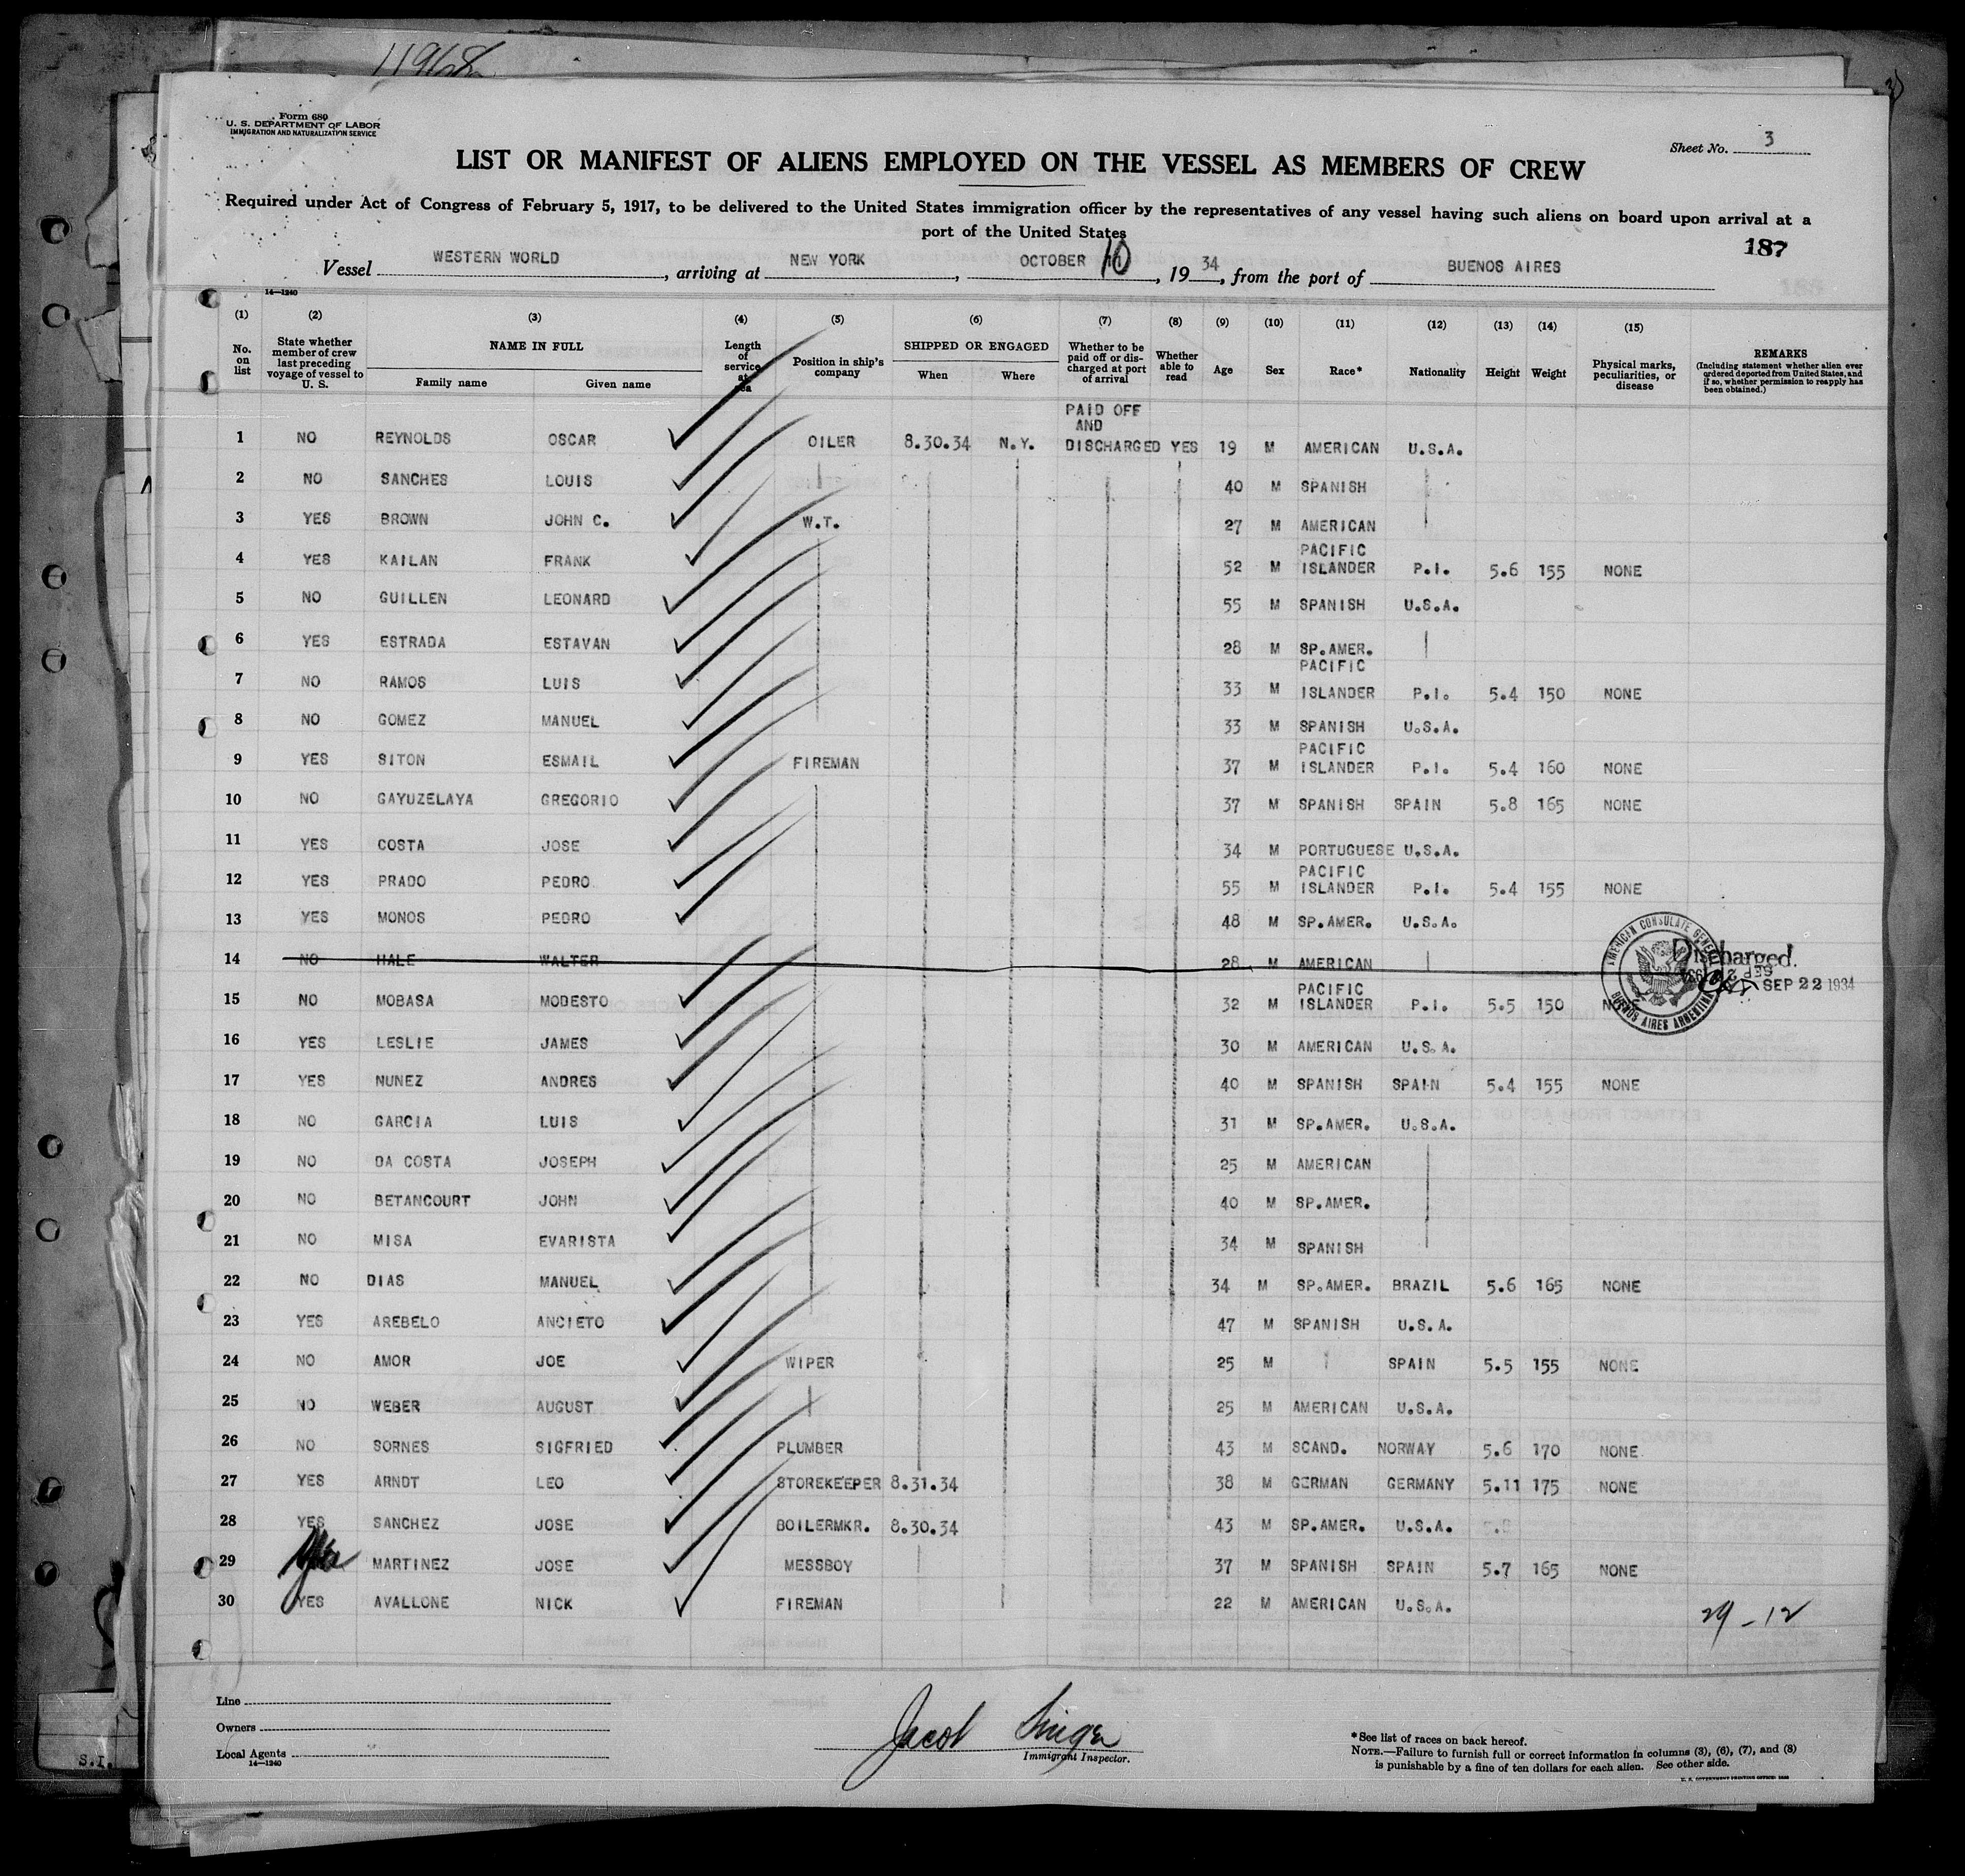 11968
Form 680
U. S. DEPARTMENT OF LABOR
IMMIGRATION AND NATURALIZATION SERVICE
Sheet No. 3
LIST OR MANIFEST OF ALIENS EMPLOYED ON THE VESSEL AS MEMBERS OF CREW
Required under Act of Congress of February 5, 1917, to be delivered to the United States immigration officer by the representatives of any vessel having such aliens on board upon arrival at a
port of the United States
187
Vessel WESTERN WORLD, arriving at NEW YORK, OCTOBER 10, 1934, from the port of BUENOS AIRES
14—1240
(1) (2) (3) (4) (5) (6) (7) (8) (9) (10) (11) (12) (13) (14) (15)
No. on list
State whether member of crew last preceding voyage of vessel to U. S.
NAME IN FULL
Family name Given name
Length of service at sea
Position in ship's company
SHIPPED OR ENGAGED
When Where
Whether to be paid off or discharged at port of arrival
Whether able to read
Age Sex Race* Nationality Height Weight
Physical marks, peculiarities, or disease
REMARKS
(Including statement whether alien ever ordered deported from United States, and if so, whether permission to reapply has been obtained.)
PAID OFF
AND
1 NO REYNOLDS OSCAR OILER 8.30.34 N.Y. DISCHARGED YES 19 M AMERICAN U.S.A.
2 NO SANCHES LOUIS 40 M SPANISH
3 YES BROWN JOHN C. W.T. 27 M AMERICAN
4 YES KAILAN FRANK 52 M PACIFIC ISLANDER P.I. 5.6 155 NONE
5 NO GUILLEN LEONARD 55 M SPANISH U.S.A.
6 YES ESTRADA ESTAVAN 28 M SP.AMER.
7 NO RAMOS LUIS 33 M PACIFIC ISLANDER P.I. 5.4 150 NONE
8 NO GOMEZ MANUEL 33 M SPANISH U.S.A.
9 YES SITON ESMAIL FIREMAN 37 M PACIFIC ISLANDER P.I. 5.4 160 NONE
10 NO GAYUZELAYA GREGORIO 37 M SPANISH SPAIN 5.8 165 NONE
11 YES COSTA JOSE 34 M PORTUGUESE U.S.A.
12 YES PRADO PEDRO 55 M PACIFIC ISLANDER P.I. 5.4 155 NONE
13 YES MONOS PEDRO 48 M SP.AMER. U.S.A.
14 NO HALE WALTER 28 M AMERICAN
AMERICAN CONSULATE GENERAL
BUENOS AIRES ARGENTINA
Discharged.
SEP 22 1934
15 NO MOBASA MODESTO 32 M PACIFIC ISLANDER P.I. 5.5 150 NONE
16 YES LESLIE JAMES 30 M AMERICAN U.S.A.
17 YES NUNEZ ANDRES 40 M SPANISH SPAIN 5.4 155 NONE
18 NO GARCIA LUIS 31 M SP.AMER. U.S.A.
19 NO DA COSTA JOSEPH 25 M AMERICAN
20 NO BETANCOURT JOHN 40 M SP.AMER.
21 NO MISA EVARISTA 34 M SPANISH
22 NO DIAS MANUEL 34 M SP.AMER. BRAZIL 5.6 165 NONE
23 YES AREBELO ANCIETO 47 M SPANISH U.S.A.
24 NO AMOR JOE WIPER 25 M SPAIN 5.5 155 NONE
25 NO WEBER AUGUST 25 M AMERICAN U.S.A.
26 NO SORNES SIGFRIED PLUMBER 43 M SCAND. NORWAY 5.6 170 NONE
27 YES ARNDT LEO STOREKEEPER 8.31.34 38 M GERMAN GERMANY 5.11 175 NONE
28 YES SANCHEZ JOSE BOILERMKR. 8.30.34 43 M SP.AMER. U.S.A.
29 MARTINEZ JOSE MESSBOY 37 M SPANISH SPAIN 5.7 165 NONE
30 YES AVALLONE NICK FIREMAN 22 M AMERICAN U.S.A.
29-12
Line
Owners
Local Agents
14—1240
Jacob Singer
Immigrant Inspector.
*See list of races on back hereof.
NOTE.—Failure to furnish full or correct information in columns (3), (6), (7), and (8)
is punishable by a fine of ten dollars for each alien. See other side.
S.I.